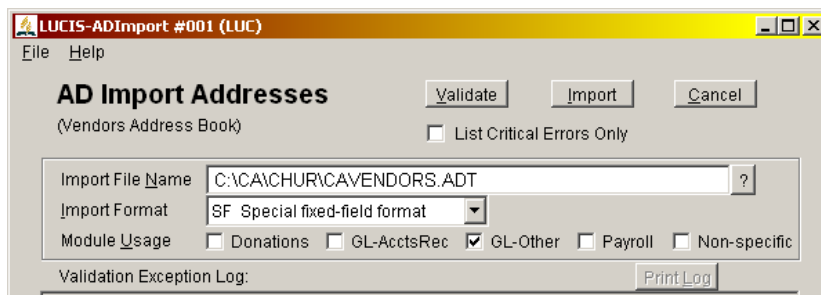 LUCIS-ADImport #001 (LUC)
File Help
AD Import Addresses
Validate Import Cancel
(Vendors Address Book)
List Critical Errors Only
Import File Name C:\CA\CHUR\CAVENDORS.ADT ?
Import Format SF Special fixed-field format
Module Usage Donations GL-AcctsRec GL-Other Payroll Non-specific
Validation Exception Log: Print Log